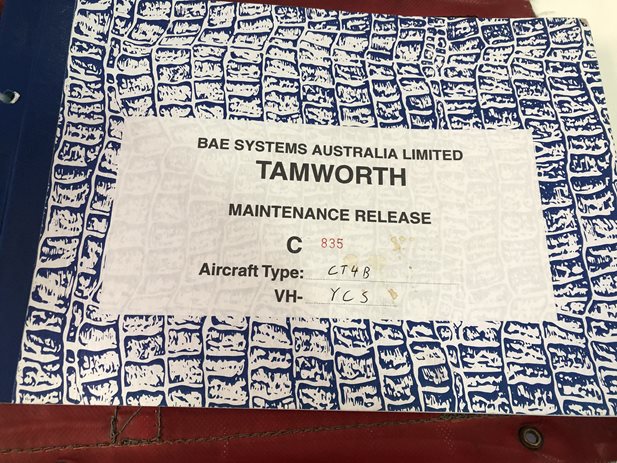 BAE SYSTEMS AUSTRALIA LIMITED
TAMWORTH
MAINTENANCE RELEASE
C 835
Aircraft Type: CT4B
VH- YCS